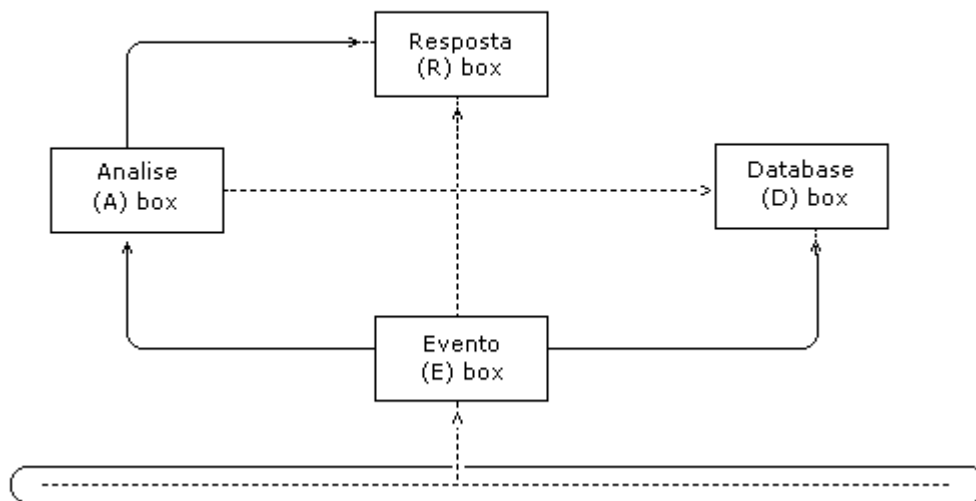 Resposta
(R) box
Analise
(A) box
Database
(D) box
Evento
(E) box